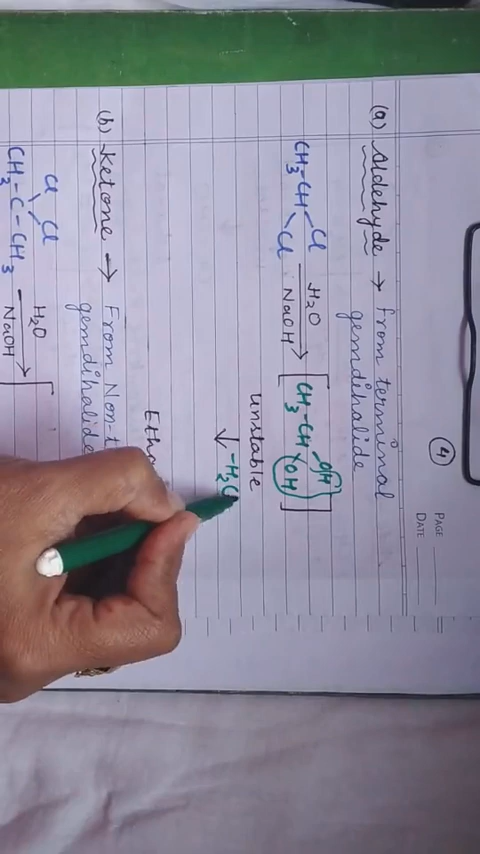 PAGE
DATE
4
(a) Aldehyde → From terminal
gemdihalide
CH3-CH Cl Cl H2O NaOH → [CH3-CH OH OH]
unstable
↓ -H2O
(b) Ketone → From Non-t
gemdihalide
Cl Cl
CH3-C-CH3 H2O NaOH → [